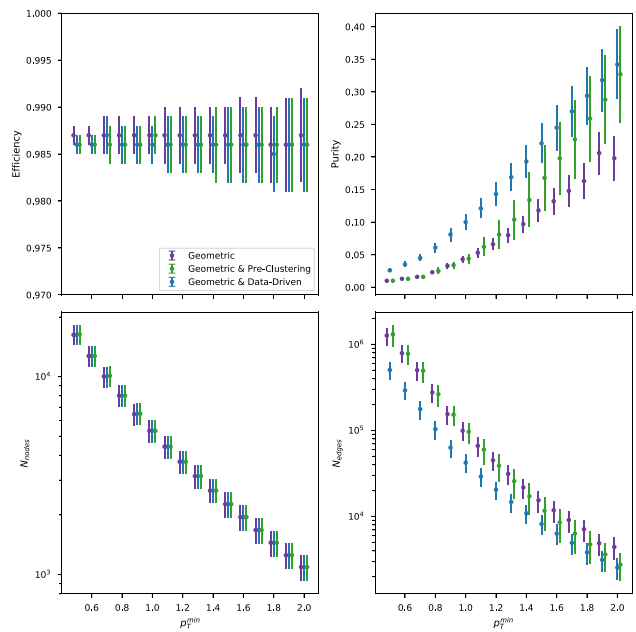 1.000
0.995
0.990
0.985
0.980
0.975
0.970
Efficiency
Geometric
Geometric & Pre-Clustering
Geometric & Data-Driven
0,40
0,35
0,30
0,25
0,20
0,15
0,10
0,05
0,00
Purity
10⁴
10³
N_nodes
0.6 0.8 1.0 1.2 1.4 1.6 1.8 2.0
p_T^min
10⁶
10⁵
10⁴
N_edges
0.6 0.8 1.0 1.2 1.4 1.6 1.8 2.0
p_T^min